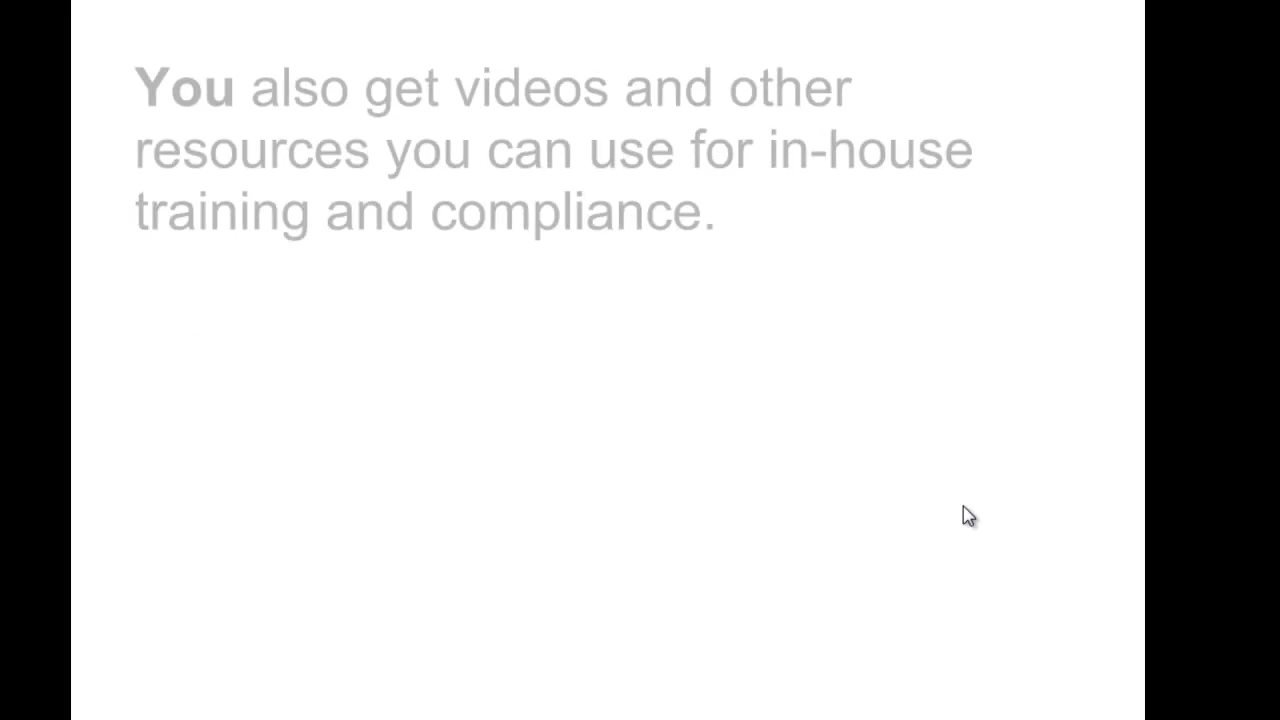 You also get videos and other
resources you can use for in-house
training and compliance.